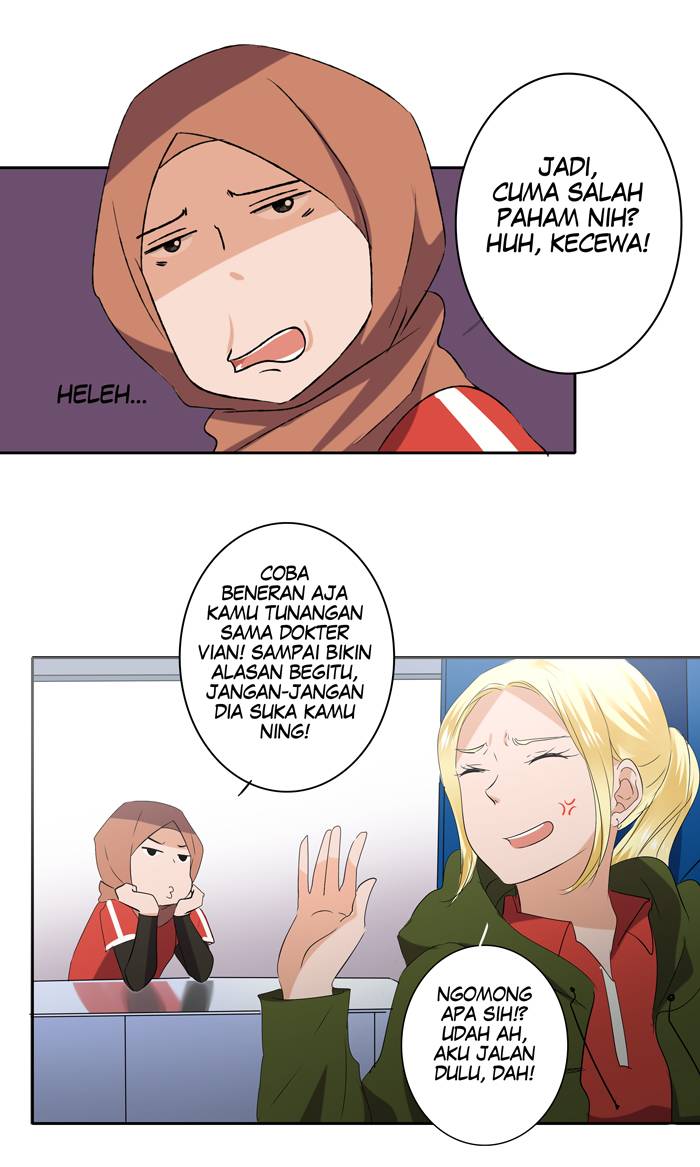 JADI,
CUMA SALAH
PAHAM NIH?
HUH, KECEWA!
HELEH...
COBA
BENERAN AJA
KAMU TUNANGAN
SAMA DOKTER
VIAN! SAMPAI BIKIN
ALASAN BEGITU,
JANGAN-JANGAN
DIA SUKA KAMU
NING!
NGOMONG
APA SIH!?
UDAH AH,
AKU JALAN
DULU, DAH!